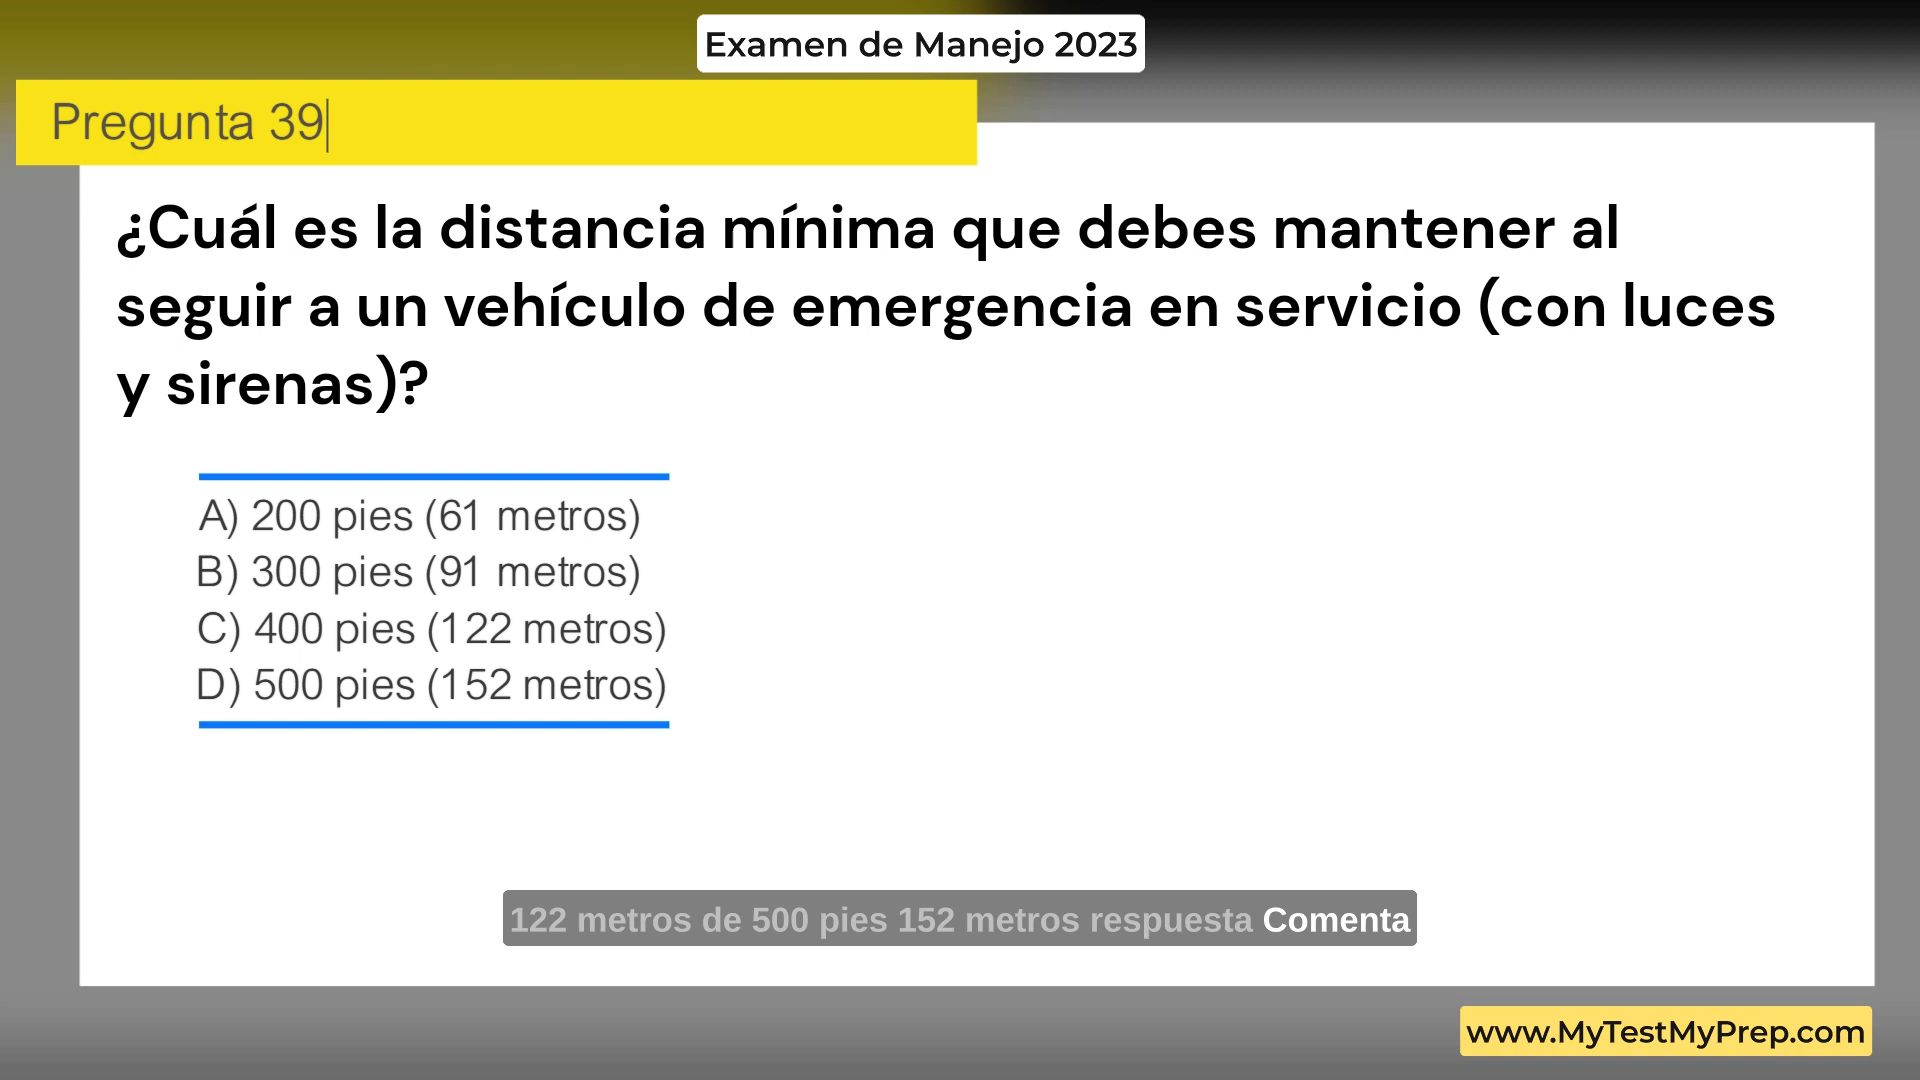 Examen de Manejo 2023
Pregunta 39
¿Cuál es la distancia mínima que debes mantener al
seguir a un vehículo de emergencia en servicio (con luces
y sirenas)?
A) 200 pies (61 metros)
B) 300 pies (91 metros)
C) 400 pies (122 metros)
D) 500 pies (152 metros)
122 metros de 500 pies 152 metros respuesta Comenta
www.MyTestMyPrep.com